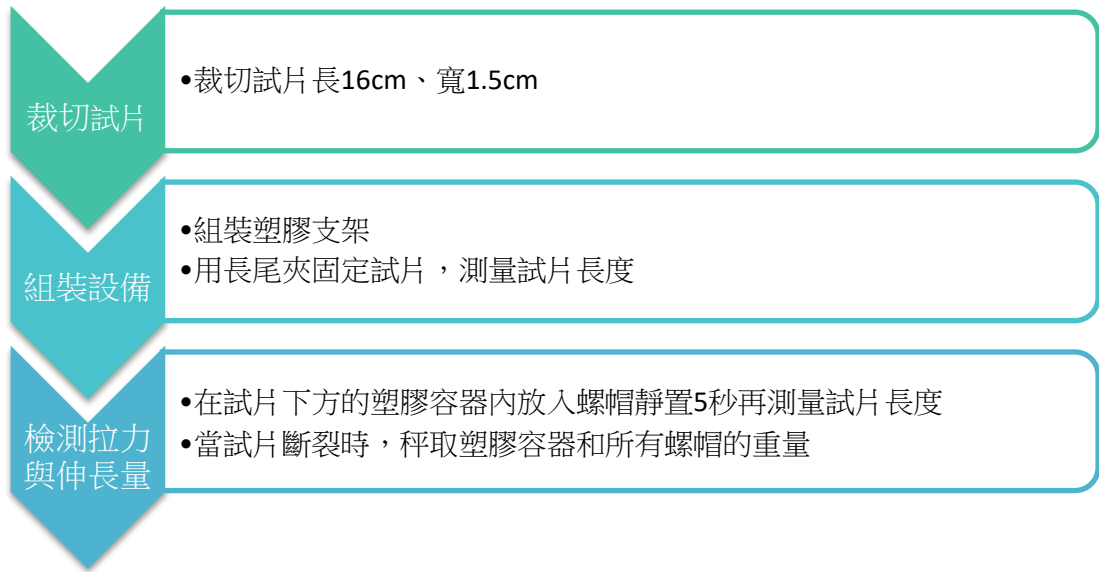 裁切試片
•裁切試片長16cm、寬1.5cm
組裝設備
•組裝塑膠支架
•用長尾夾固定試片，測量試片長度
檢測拉力
與伸長量
•在試片下方的塑膠容器內放入螺帽靜置5秒再測量試片長度
•當試片斷裂時，秤取塑膠容器和所有螺帽的重量